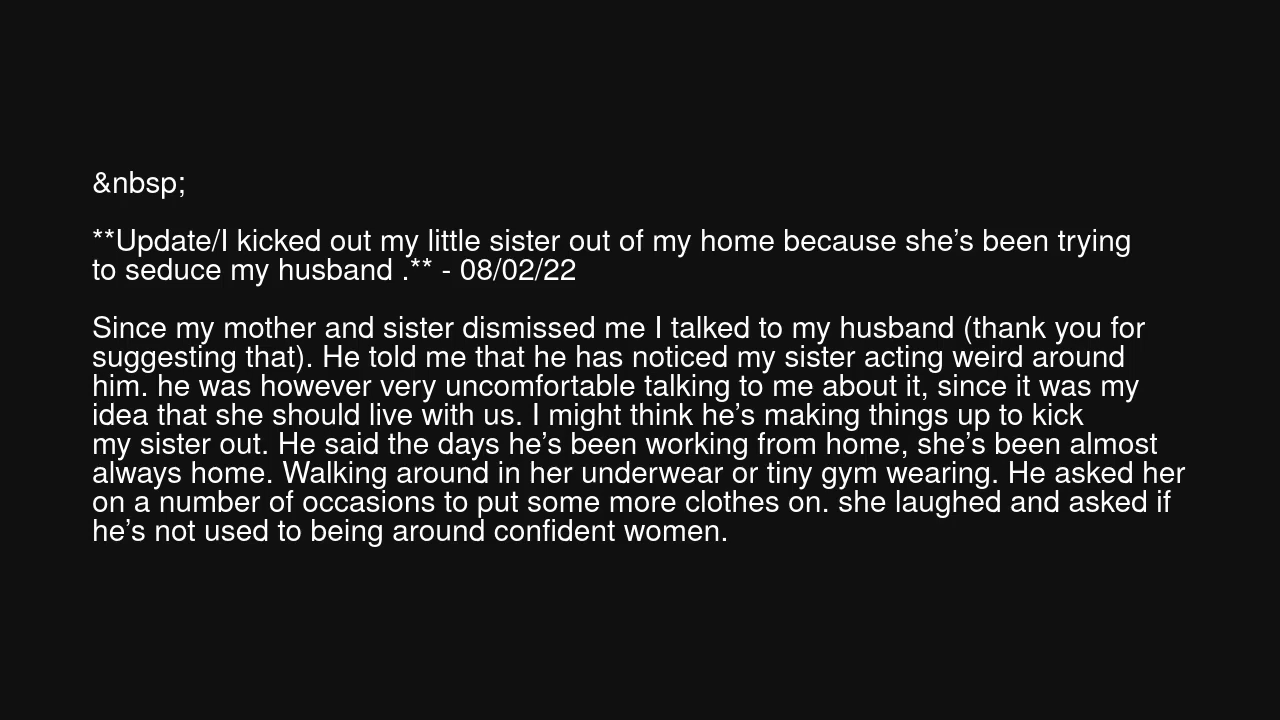 &nbsp;
**Update/I kicked out my little sister out of my home because she’s been trying
to seduce my husband .** - 08/02/22
Since my mother and sister dismissed me I talked to my husband (thank you for
suggesting that). He told me that he has noticed my sister acting weird around
him. he was however very uncomfortable talking to me about it, since it was my
idea that she should live with us. I might think he’s making things up to kick
my sister out. He said the days he’s been working from home, she’s been almost
always home. Walking around in her underwear or tiny gym wearing. He asked her
on a number of occasions to put some more clothes on. she laughed and asked if
he’s not used to being around confident women.